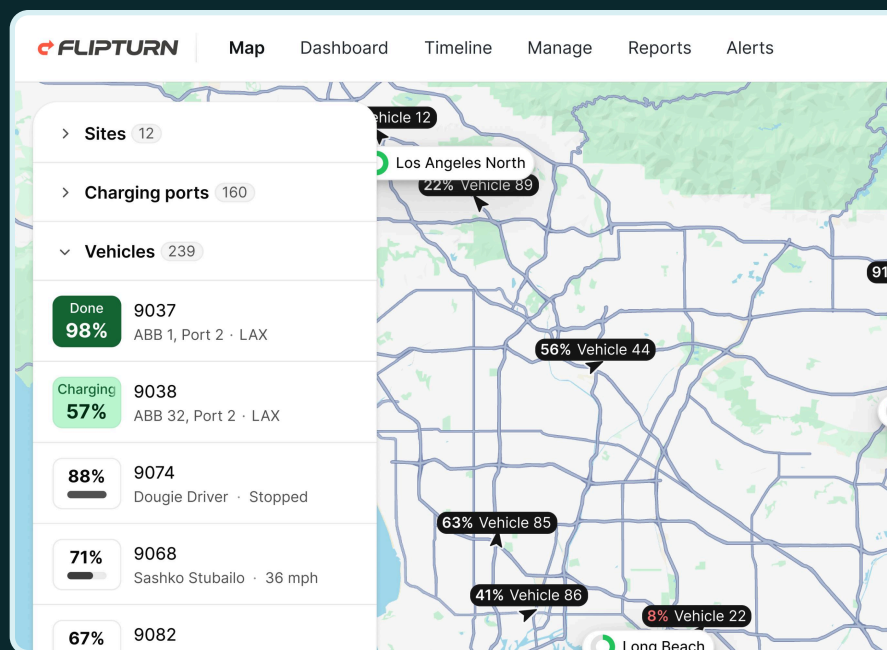 FLIPTURN
Map
Dashboard
Timeline
Manage
Reports
Alerts
Sites 12
Charging ports 160
Vehicles 239
Done
98%
9037
ABB 1, Port 2 · LAX
Charging
57%
9038
ABB 32, Port 2 · LAX
88%
9074
Dougie Driver · Stopped
71%
9068
Sashko Stubailo · 36 mph
67%
9082
12
Los Angeles North
22% Vehicle 89
91
56% Vehicle 44
63% Vehicle 85
41% Vehicle 86
8% Vehicle 22
Long Beach